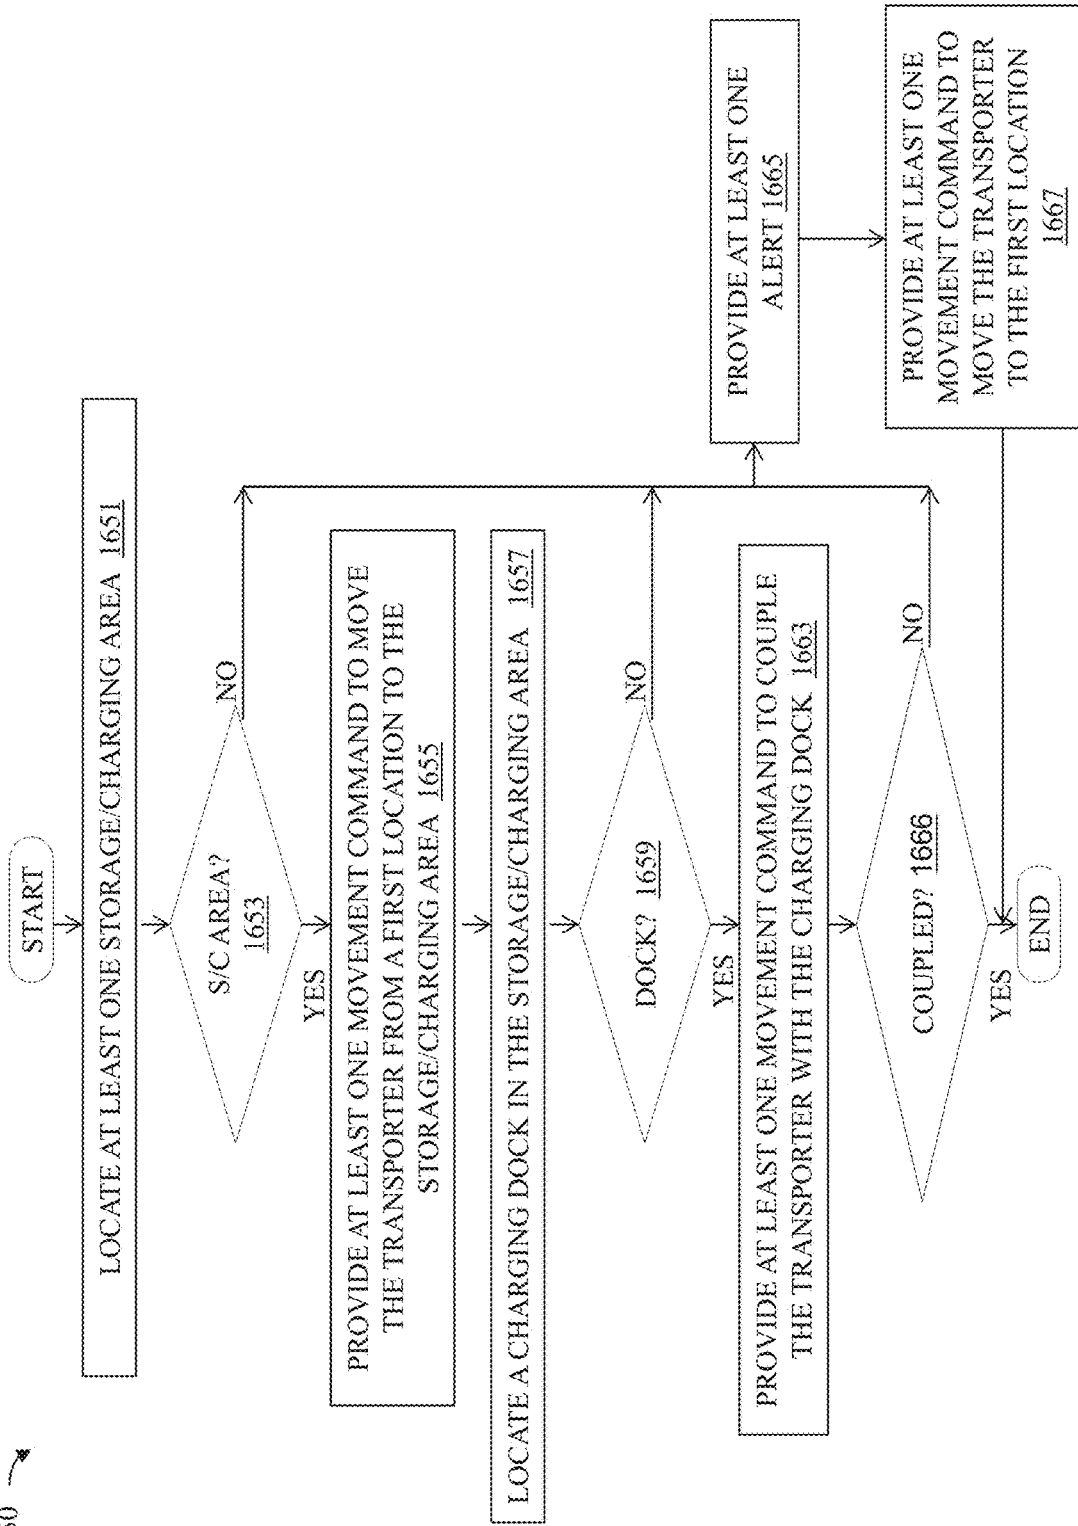 START
LOCATE AT LEAST ONE STORAGE/CHARGING AREA 1651
S/C AREA?
1653
NO
YES
PROVIDE AT LEAST ONE MOVEMENT COMMAND TO MOVE
THE TRANSPORTER FROM A FIRST LOCATION TO THE
STORAGE/CHARGING AREA 1655
LOCATE A CHARGING DOCK IN THE STORAGE/CHARGING AREA 1657
DOCK? 1659
NO
YES
PROVIDE AT LEAST ONE MOVEMENT COMMAND TO COUPLE
THE TRANSPORTER WITH THE CHARGING DOCK 1663
COUPLED? 1666
NO
YES
END
PROVIDE AT LEAST ONE
ALERT 1665
PROVIDE AT LEAST ONE
MOVEMENT COMMAND TO
MOVE THE TRANSPORTER
TO THE FIRST LOCATION
1667